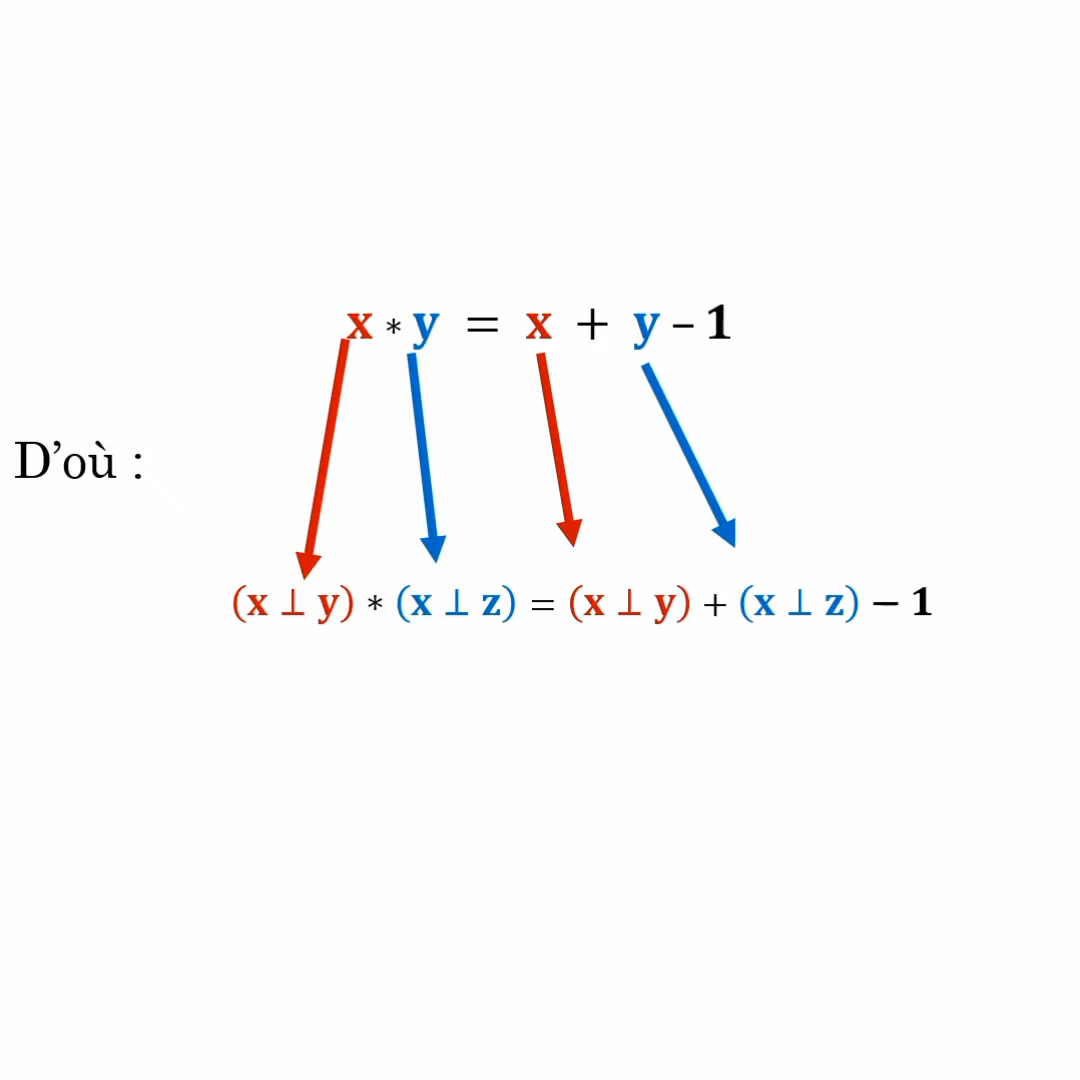 x * y = x + y – 1
D’où :
(x ⊥ y) * (x ⊥ z) = (x ⊥ y) + (x ⊥ z) − 1